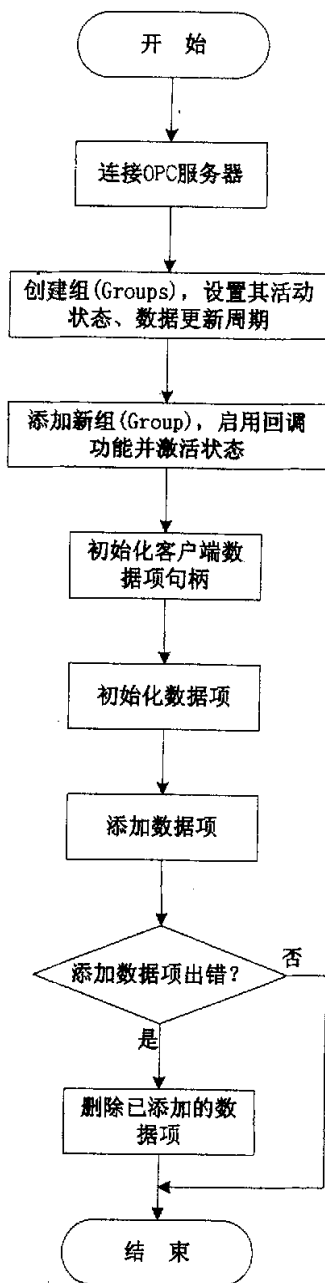 开 始
连接OPC服务器
创建组(Groups),设置其活动
状态、数据更新周期
添加新组(Group),启用回调
功能并激活状态
初始化客户端数
据项句柄
初始化数据项
添加数据项
添加数据项出错?
否
是
删除已添加的数
据项
结 束